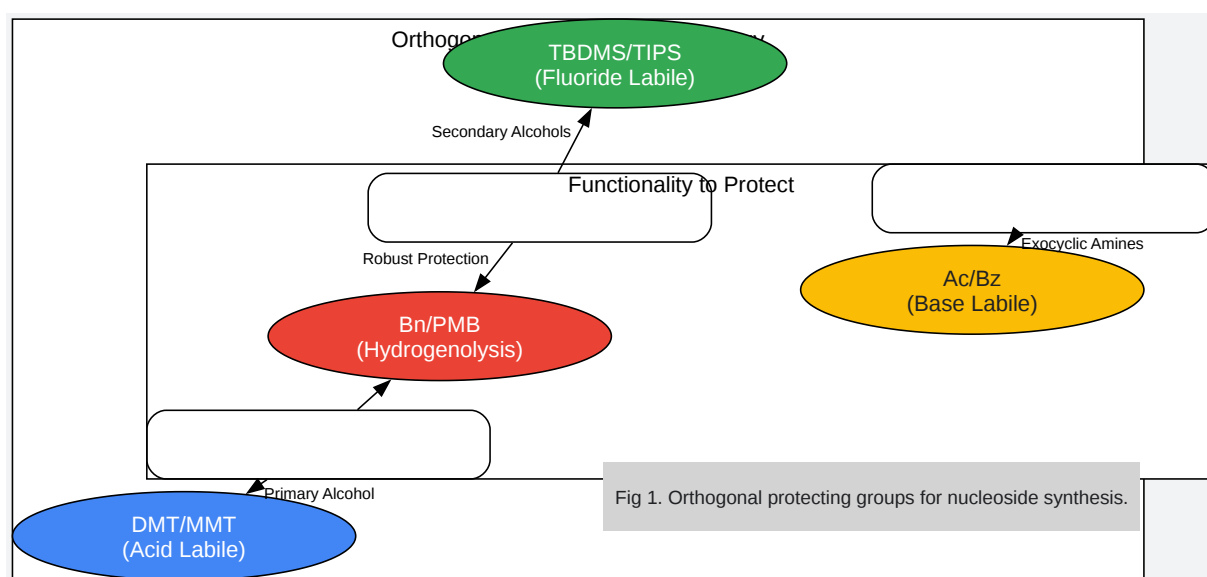 TBDMS/TIPS
(Fluoride Labile)
Secondary Alcohols
Functionality to Protect
Robust Protection
Exocyclic Amines
Ac/Bz
(Base Labile)
Bn/PMB
(Hydrogenolysis)
Primary Alcohol
Fig 1. Orthogonal protecting groups for nucleoside synthesis.
DMT/MMT
(Acid Labile)